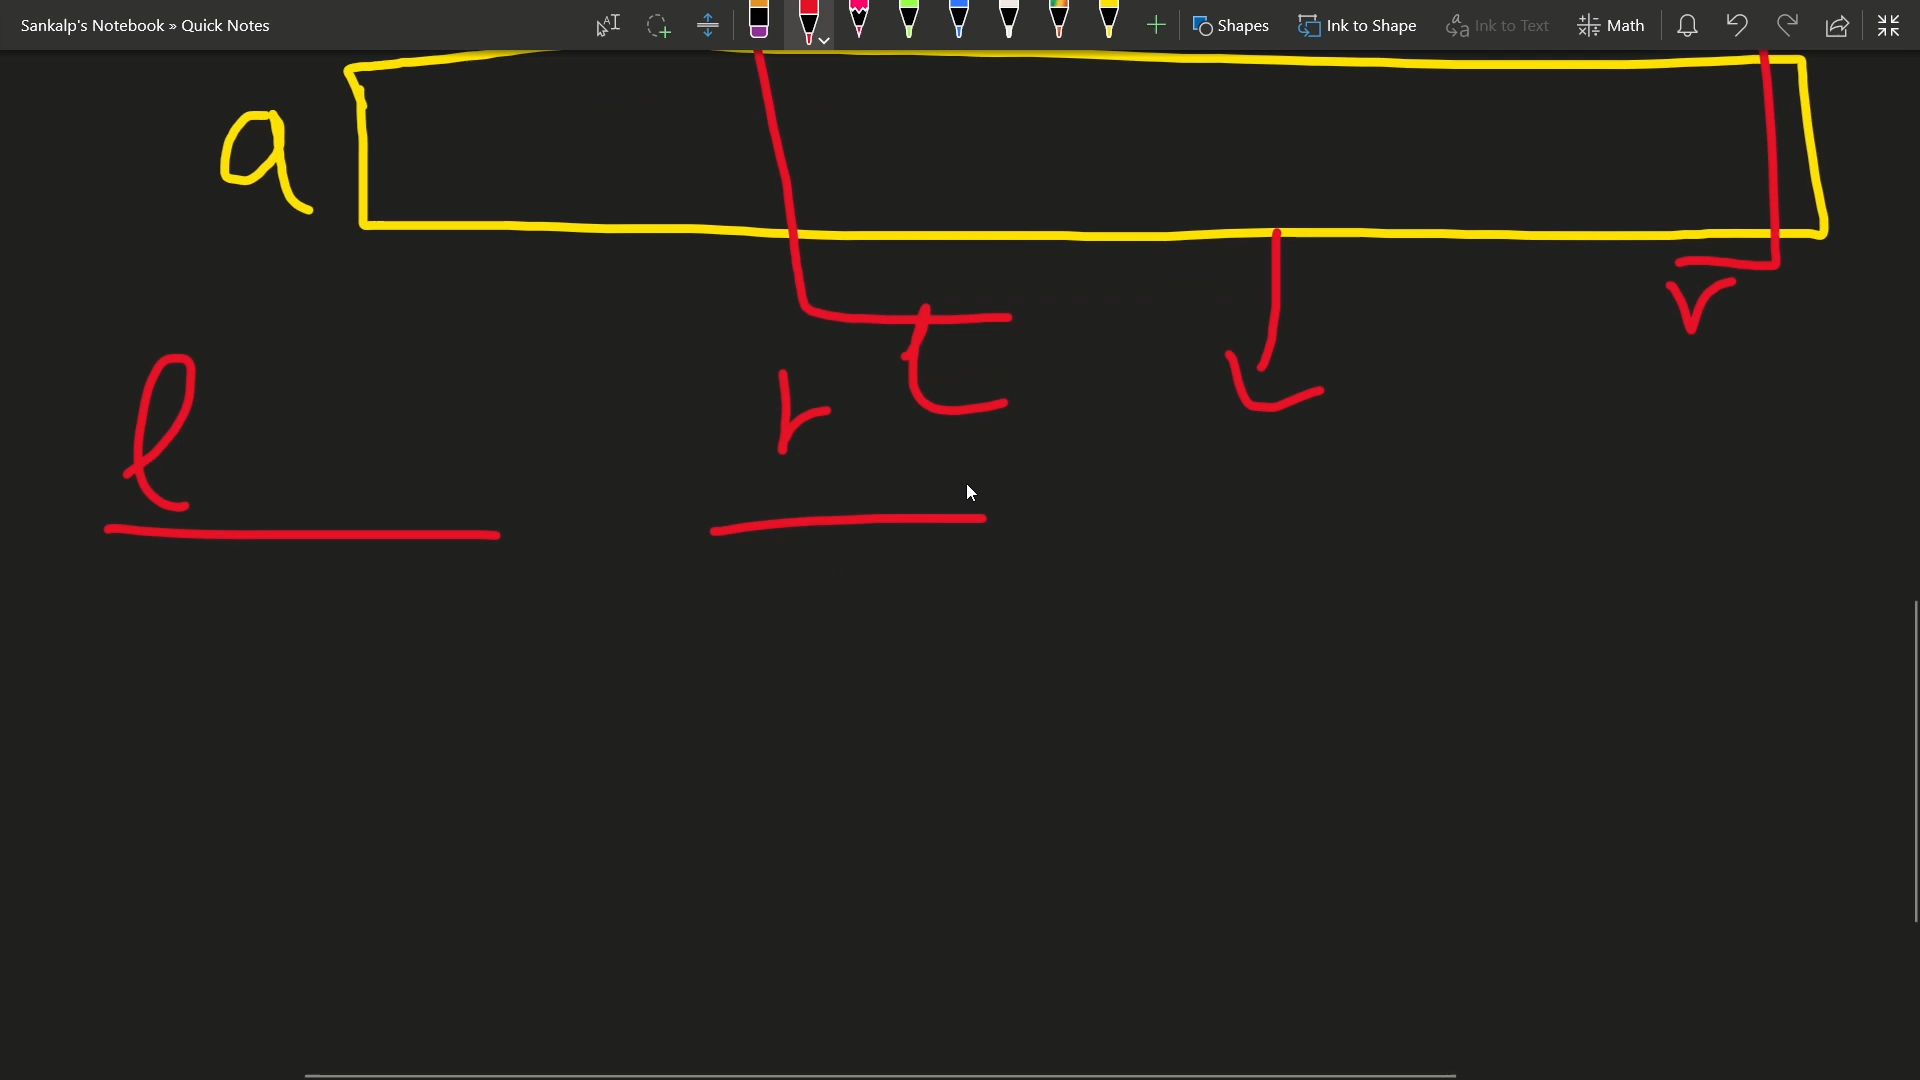 Sankalp's Notebook » Quick Notes
Shapes
Ink to Shape
Ink to Text
Math
a
r
l
r